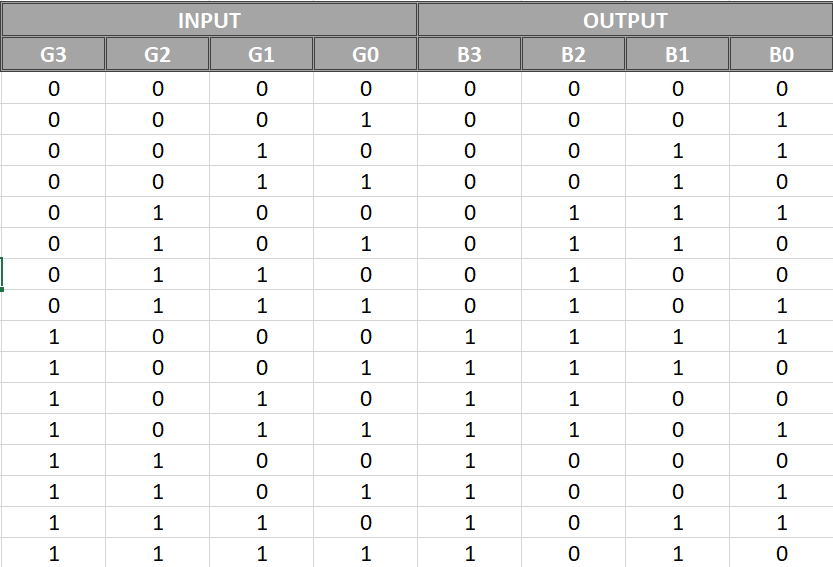 INPUT OUTPUT
G3 G2 G1 G0 B3 B2 B1 B0
0 0 0 0 0 0 0 0
0 0 0 1 0 0 0 1
0 0 1 0 0 0 1 1
0 0 1 1 0 0 1 0
0 1 0 0 0 1 1 1
0 1 0 1 0 1 1 0
0 1 1 0 0 1 0 0
0 1 1 1 0 1 0 1
1 0 0 0 1 1 1 1
1 0 0 1 1 1 1 0
1 0 1 0 1 1 0 0
1 0 1 1 1 1 0 1
1 1 0 0 1 0 0 0
1 1 0 1 1 0 0 1
1 1 1 0 1 0 1 1
1 1 1 1 1 0 1 0